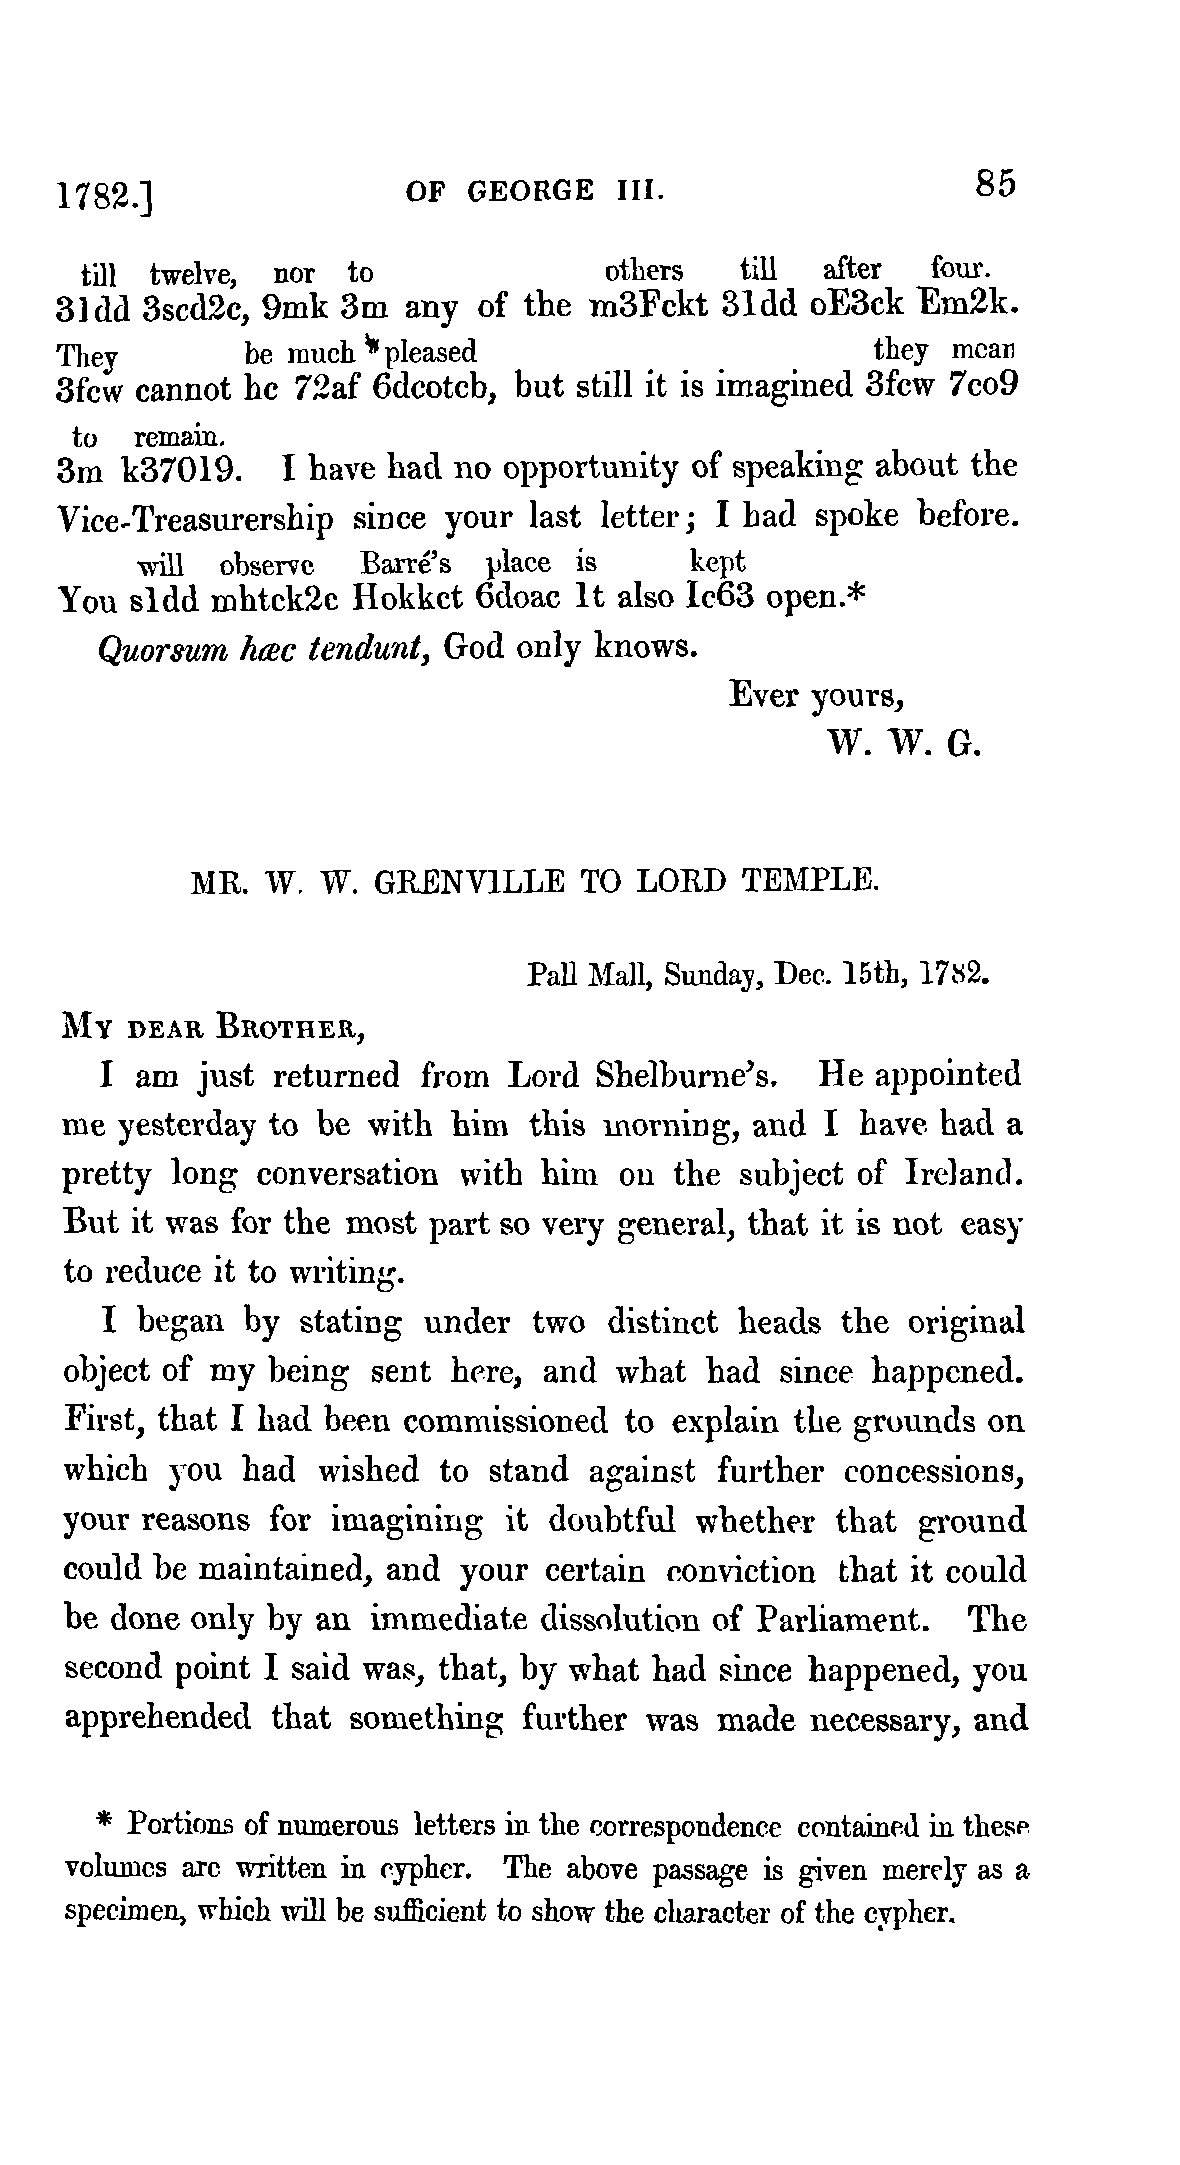 1782.] OF GEORGE III. 85
till twelve, nor to others till after four.
31dd 3scd2c, 9mk 3m any of the m3Fckt 31dd oE3ck Em2k.
They be much pleased they mean
3fcw cannot hc 72af 6dcotcb, but still it is imagined 3fcw 7co9
to remain.
3m k37019. I have had no opportunity of speaking about the
Vice-Treasurership since your last letter; I had spoke before.
will observe Barré's place is kept
You s1dd mhtck2c Hokkct 6doac 1t also Ic63 open.*
Quorsum hæc tendunt, God only knows.
Ever yours,
W. W. G.
MR. W. W. GRENVILLE TO LORD TEMPLE.
Pall Mall, Sunday, Dec. 15th, 1782.
MY DEAR BROTHER,
I am just returned from Lord Shelburne's. He appointed
me yesterday to be with him this morning, and I have had a
pretty long conversation with him on the subject of Ireland.
But it was for the most part so very general, that it is not easy
to reduce it to writing.
I began by stating under two distinct heads the original
object of my being sent here, and what had since happened.
First, that I had been commissioned to explain the grounds on
which you had wished to stand against further concessions,
your reasons for imagining it doubtful whether that ground
could be maintained, and your certain conviction that it could
be done only by an immediate dissolution of Parliament. The
second point I said was, that, by what had since happened, you
apprehended that something further was made necessary, and
* Portions of numerous letters in the correspondence contained in these
volumes are written in cypher. The above passage is given merely as a
specimen, which will be sufficient to show the character of the cypher.